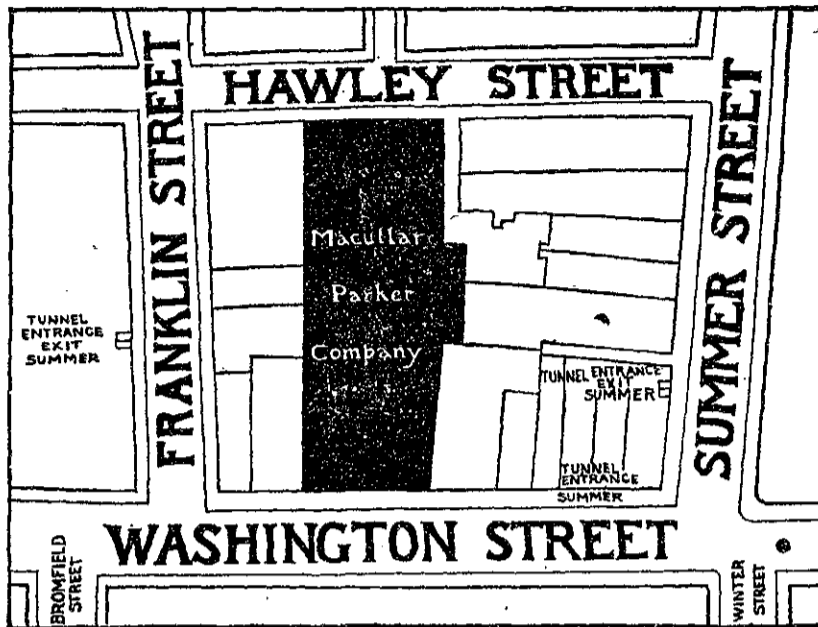 HAWLEY STREET
FRANKLIN STREET
SUMMER STREET
Macullar
Parker
Company
TUNNEL
ENTRANCE
EXIT
SUMMER
TUNNEL ENTRANCE
EXIT
SUMMER
TUNNEL
ENTRANCE
SUMMER
WASHINGTON STREET
BROMFIELD
STREET
WINTER
STREET